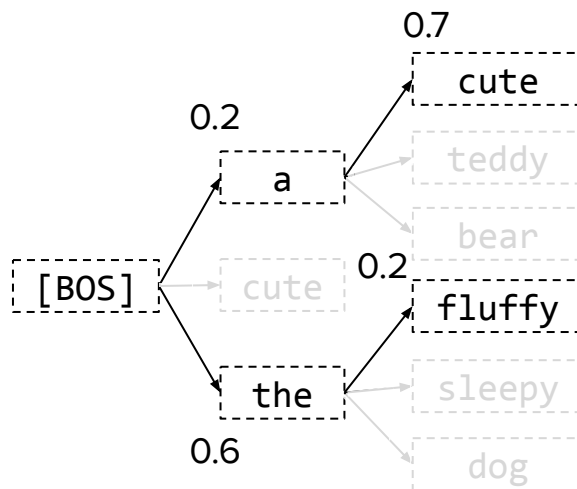 0.7
cute
0.2
teddy
a
bear
0.2
[BOS]
cute
fluffy
the
sleepy
0.6
dog